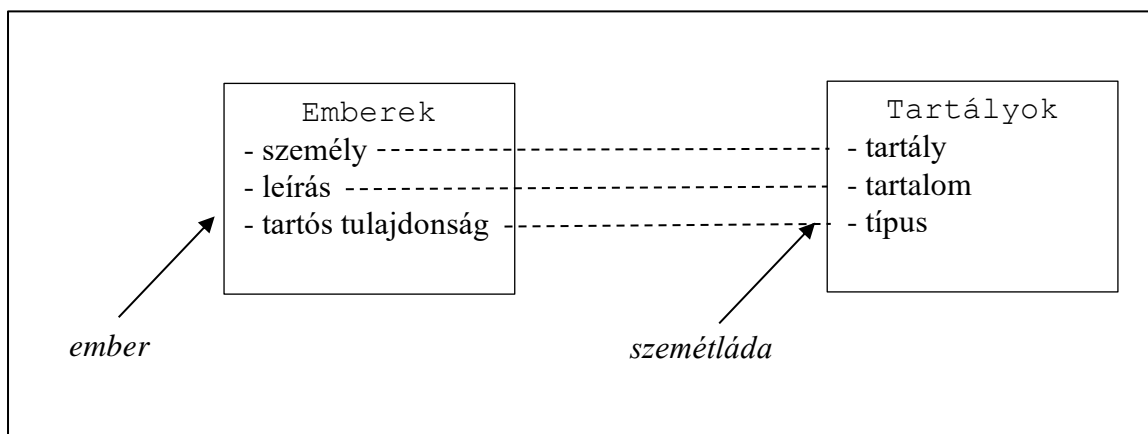 Emberek
- személy
- leírás
- tartós tulajdonság
Tartályok
- tartály
- tartalom
- típus
ember
szemétláda